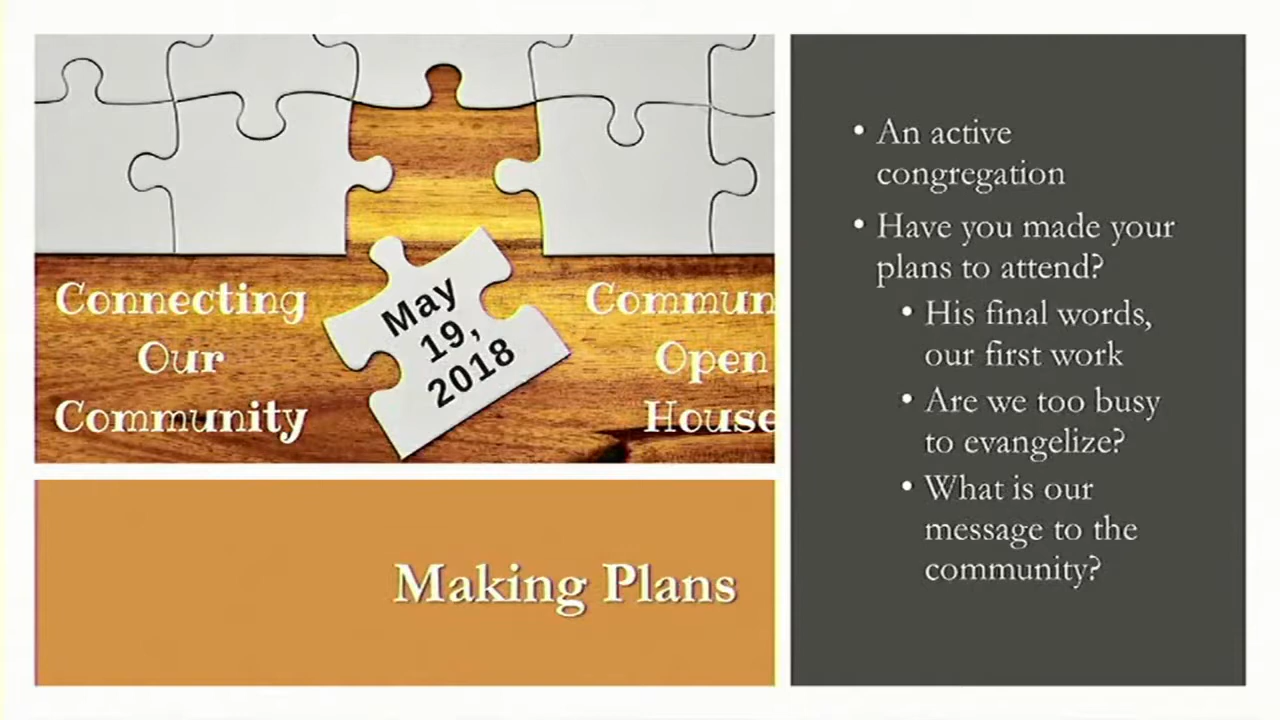 Connecting
Our
Community
May
19,
2018
Commun
Open
House
Making Plans
• An active
congregation
• Have you made your
plans to attend?
• His final words,
our first work
• Are we too busy
to evangelize?
• What is our
message to the
community?